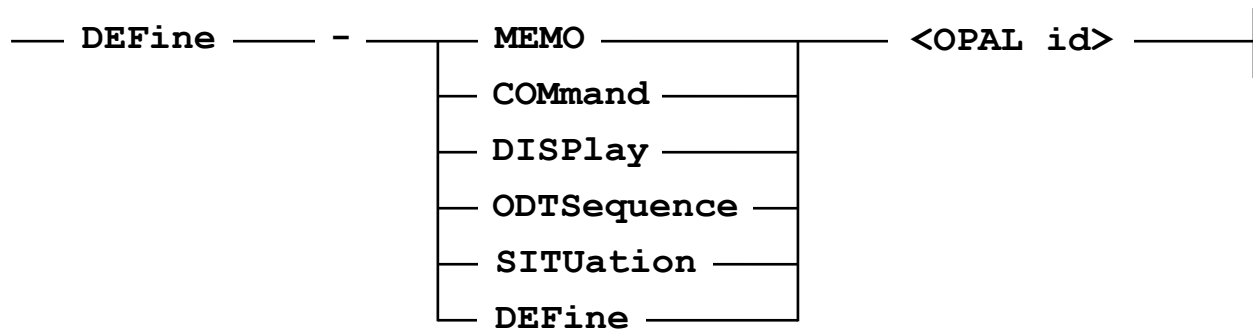 DEFine - MEMO <OPAL id>
COMmand
DISPlay
ODTSequence
SITUation
DEFine